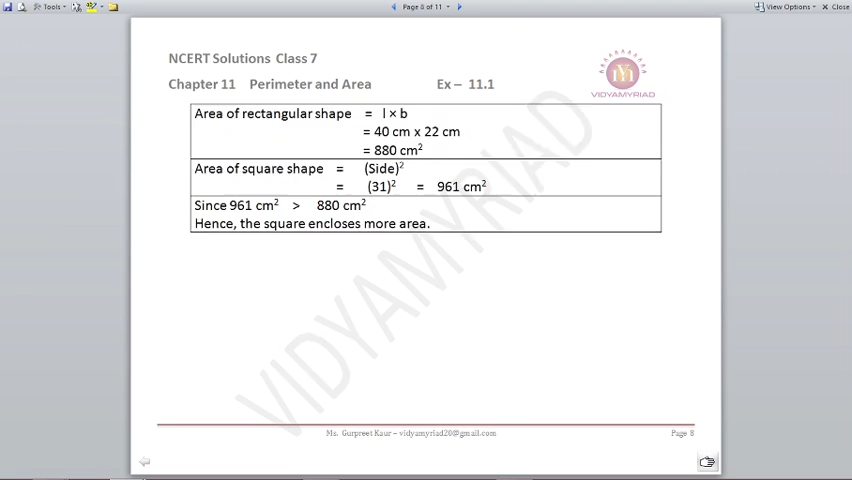 Tools
Page 8 of 11
View Options
Close
NCERT Solutions Class 7
Chapter 11 Perimeter and Area Ex – 11.1
VIDYAMYRIAD
Area of rectangular shape = l × b
= 40 cm x 22 cm
= 880 cm²
Area of square shape = (Side)²
= (31)² = 961 cm²
Since 961 cm² > 880 cm²
Hence, the square encloses more area.
VIDYAMYRIAD
Ms. Gurpreet Kaur – vidyamyriad20@gmail.com Page 8